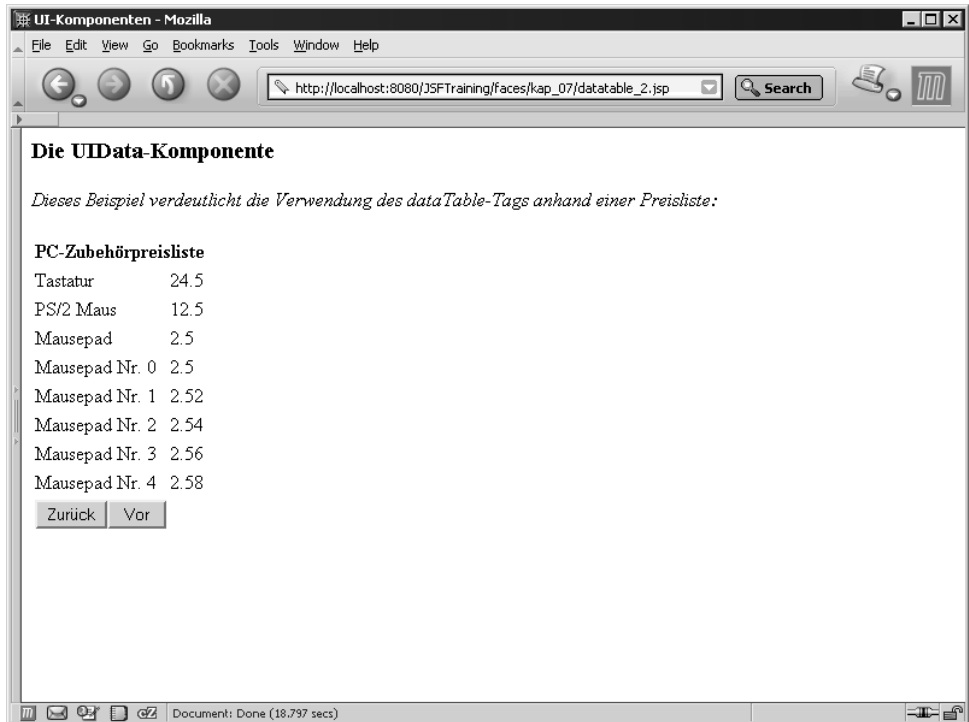 UI-Komponenten - Mozilla
File Edit View Go Bookmarks Tools Window Help
http://localhost:8080/JSFTraining/faces/kap_07/datatable_2.jsp Search
Die UIData-Komponente
Dieses Beispiel verdeutlicht die Verwendung des dataTable-Tags anhand einer Preisliste:
PC-Zubehörpreisliste
Tastatur 24.5
PS/2 Maus 12.5
Mausepad 2.5
Mausepad Nr. 0 2.5
Mausepad Nr. 1 2.52
Mausepad Nr. 2 2.54
Mausepad Nr. 3 2.56
Mausepad Nr. 4 2.58
Zurück Vor
Document: Done (18.797 secs)